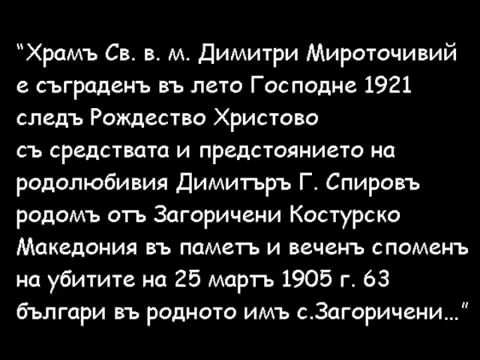 “Храмъ Св. в. м. Димитри Мироточивий
е съграденъ въ лето Господне 1921
следъ Рождество Христово
съ средствата и предстоянието на
родолюбивия Димитъръ Г. Спировъ
родомъ отъ Загоричени Костурско
Македония въ паметъ и веченъ споменъ
на убитите на 25 мартъ 1905 г. 63
българи въ родното имъ с.Загоричени...”